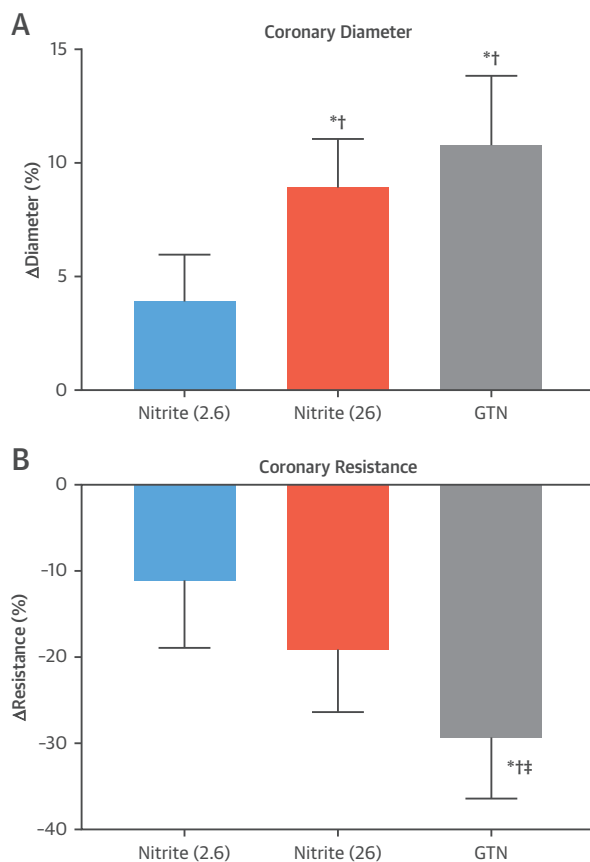 A
Coronary Diameter
15
10
5
0
ΔDiameter (%)
*†
*†
Nitrite (2.6) Nitrite (26) GTN
B
Coronary Resistance
0
–10
–20
–30
–40
ΔResistance (%)
*†‡
Nitrite (2.6) Nitrite (26) GTN